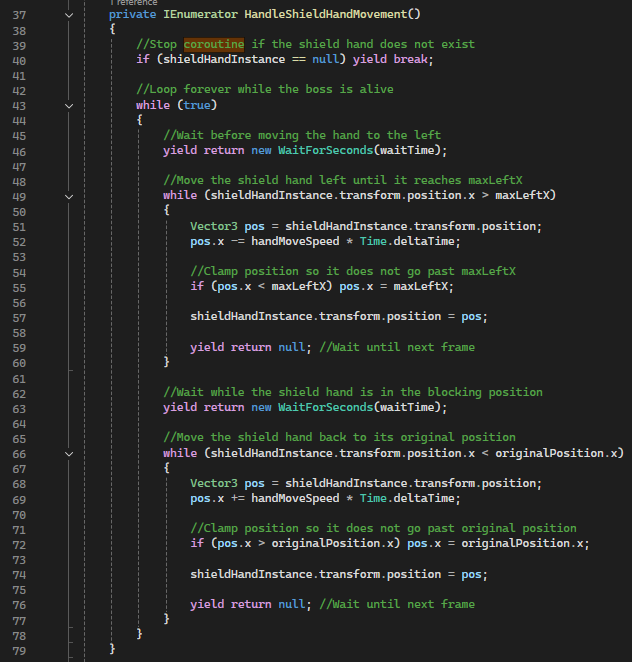 1 reference
37 private IEnumerator HandleShieldHandMovement()
38 {
39 //Stop coroutine if the shield hand does not exist
40 if (shieldHandInstance == null) yield break;
41
42 //Loop forever while the boss is alive
43 while (true)
44 {
45 //Wait before moving the hand to the left
46 yield return new WaitForSeconds(waitTime);
47
48 //Move the shield hand left until it reaches maxLeftX
49 while (shieldHandInstance.transform.position.x > maxLeftX)
50 {
51 Vector3 pos = shieldHandInstance.transform.position;
52 pos.x -= handMoveSpeed * Time.deltaTime;
53
54 //Clamp position so it does not go past maxLeftX
55 if (pos.x < maxLeftX) pos.x = maxLeftX;
56
57 shieldHandInstance.transform.position = pos;
58
59 yield return null; //Wait until next frame
60 }
61
62 //Wait while the shield hand is in the blocking position
63 yield return new WaitForSeconds(waitTime);
64
65 //Move the shield hand back to its original position
66 while (shieldHandInstance.transform.position.x < originalPosition.x)
67 {
68 Vector3 pos = shieldHandInstance.transform.position;
69 pos.x += handMoveSpeed * Time.deltaTime;
70
71 //Clamp position so it does not go past original position
72 if (pos.x > originalPosition.x) pos.x = originalPosition.x;
73
74 shieldHandInstance.transform.position = pos;
75
76 yield return null; //Wait until next frame
77 }
78 }
79 }